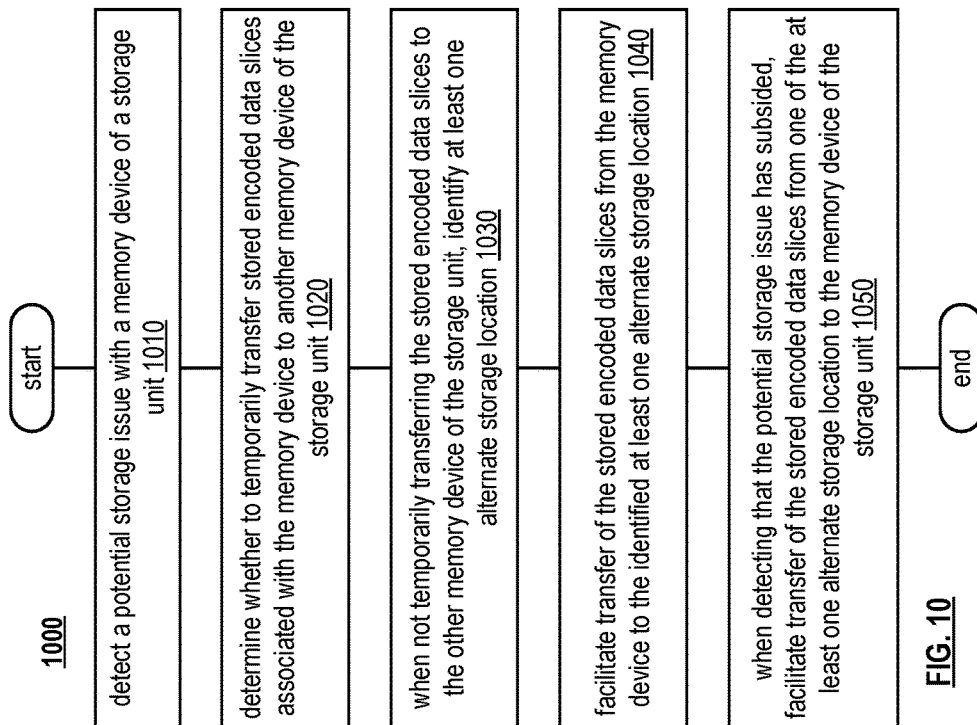 1000
start
detect a potential storage issue with a memory device of a storage
unit 1010
determine whether to temporarily transfer stored encoded data slices
associated with the memory device to another memory device of the
storage unit 1020
when not temporarily transferring the stored encoded data slices to
the other memory device of the storage unit, identify at least one
alternate storage location 1030
facilitate transfer of the stored encoded data slices from the memory
device to the identified at least one alternate storage location 1040
when detecting that the potential storage issue has subsided,
facilitate transfer of the stored encoded data slices from one of the at
least one alternate storage location to the memory device of the
storage unit 1050
end
FIG. 10